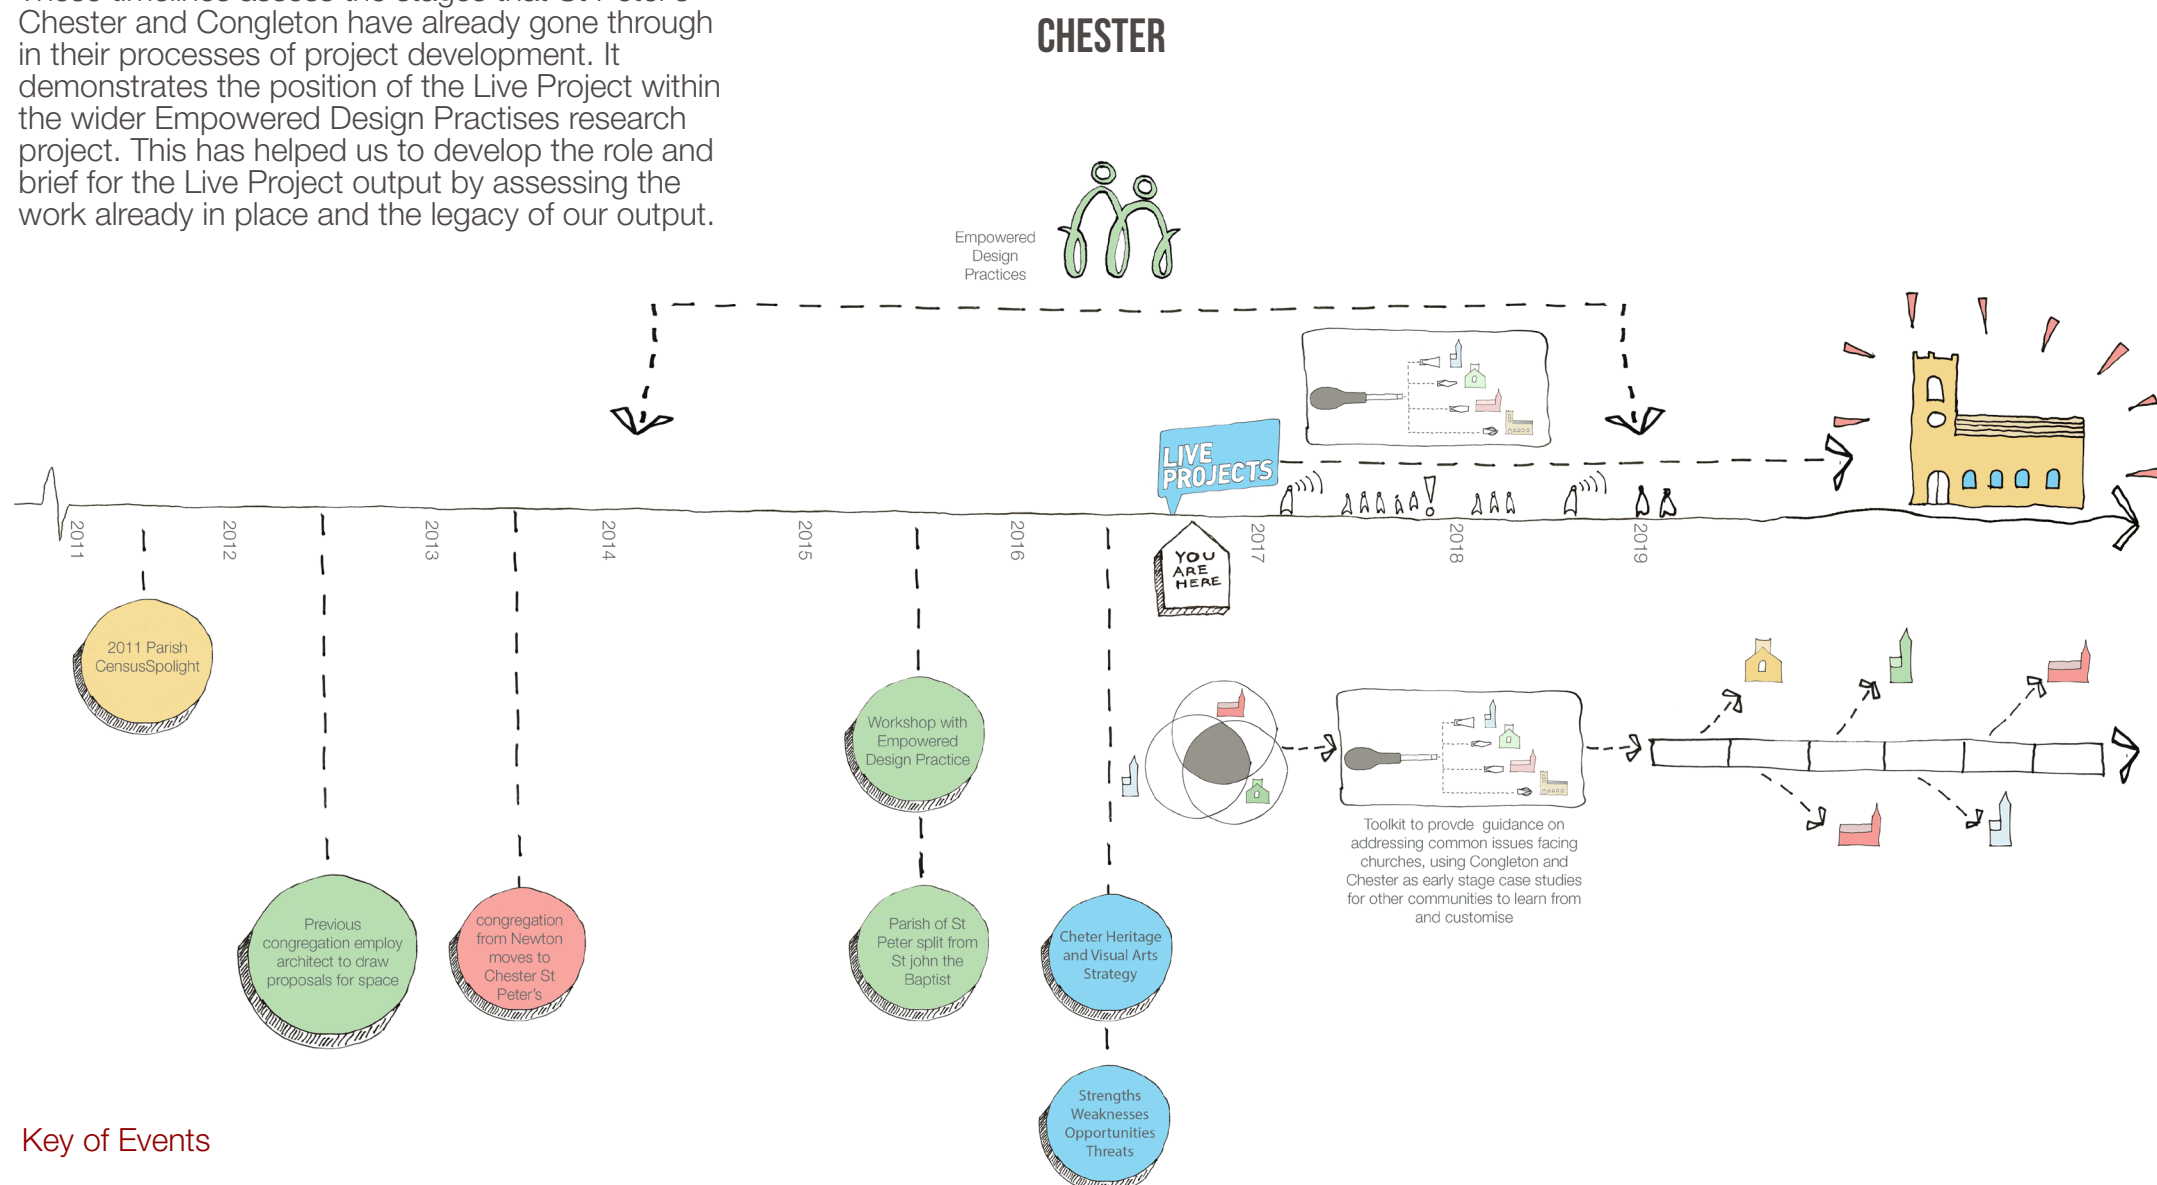 Chester and Congleton have already gone through
in their processes of project development. It
demonstrates the position of the Live Project within
the wider Empowered Design Practises research
project. This has helped us to develop the role and
brief for the Live Project output by assessing the
work already in place and the legacy of our output.
CHESTER
Empowered
Design
Practices
LIVE
PROJECTS
2011
2012
2013
2014
2015
2016
2017
2018
2019
YOU
ARE
HERE
2011 Parish
CensusSpolight
Previous
congregation employ
architect to draw
proposals for space
congregation
from Newton
moves to
Chester St
Peter's
Workshop with
Empowered
Design Practice
Parish of St
Peter split from
St john the
Baptist
Cheter Heritage
and Visual Arts
Strategy
Strengths
Weaknesses
Opportunities
Threats
Toolkit to provde guidance on
addressing common issues facing
churches, using Congleton and
Chester as early stage case studies
for other communities to learn from
and customise
Key of Events